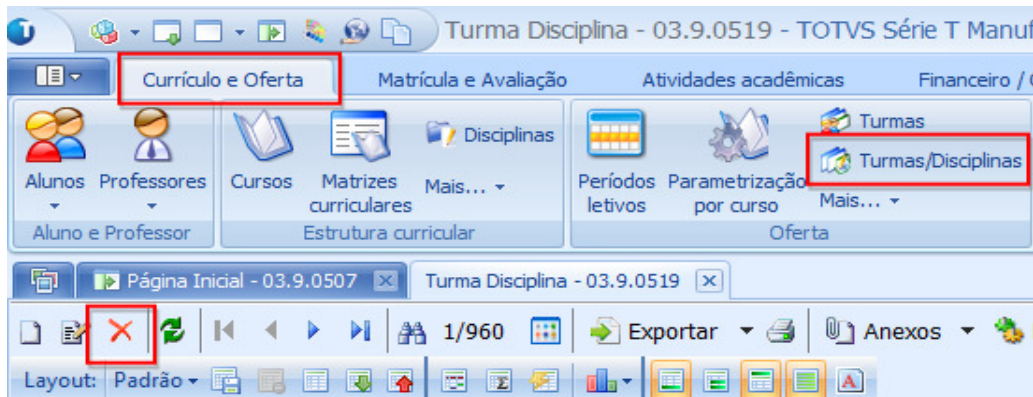 Turma Disciplina - 03.9.0519 - TOTVS Série T Manuf
Currículo e Oferta
Matrícula e Avaliação
Atividades acadêmicas
Financeiro /
Alunos
Professores
Cursos
Matrizes
curriculares
Disciplinas
Mais...
Períodos
letivos
Parametrização
por curso
Turmas
Turmas/Disciplinas
Mais...
Aluno e Professor
Estrutura curricular
Oferta
Página Inicial - 03.9.0507
Turma Disciplina - 03.9.0519
1/960
Exportar
Anexos
Layout: Padrão